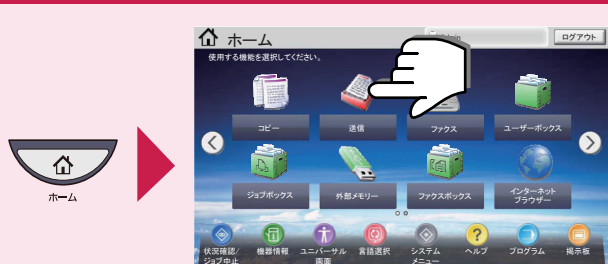 ホーム
ホーム
Admin
ログアウト
使用する機能を選択してください。
コピー
送信
ファクス
ユーザーボックス
ジョブボックス
外部メモリー
ファクスボックス
インターネット
ブラウザー
状況確認/
ジョブ中止
機器情報
ユニバーサル
画面
言語選択
システム
メニュー
ヘルプ
プログラム
掲示板